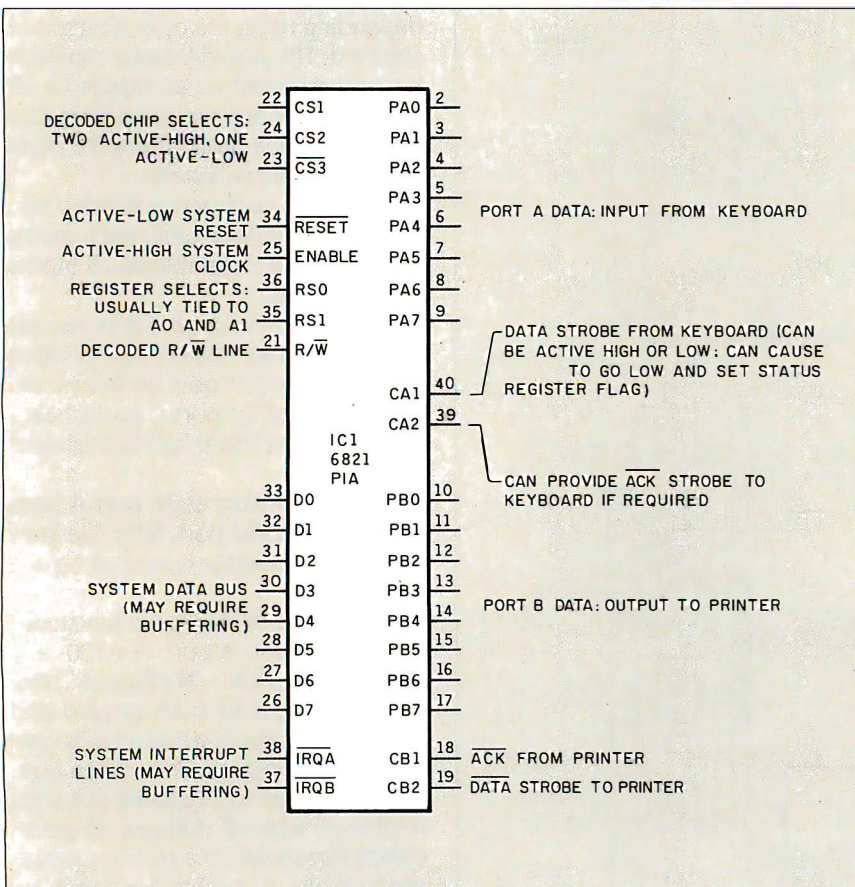 DECODED CHIP SELECTS:
TWO ACTIVE-HIGH, ONE
ACTIVE-LOW
22 CS1
24 CS2
23 C̅S̅3̅
ACTIVE-LOW SYSTEM
RESET
34 R̅E̅S̅E̅T̅
ACTIVE-HIGH SYSTEM
CLOCK
25 ENABLE
REGISTER SELECTS:
USUALLY TIED TO
A0 AND A1
36 RS0
35 RS1
DECODED R/W̅ LINE 21 R/W̅
PA0 2
PA1 3
PA2 4
PA3 5
PA4 6
PA5 7
PA6 8
PA7 9
PORT A DATA: INPUT FROM KEYBOARD
DATA STROBE FROM KEYBOARD (CAN
BE ACTIVE HIGH OR LOW: CAN CAUSE
TO GO LOW AND SET STATUS
REGISTER FLAG)
CA1 40
CA2 39
CAN PROVIDE A̅C̅K̅ STROBE TO
KEYBOARD IF REQUIRED
IC1
6821
PIA
33 D0
32 D1
31 D2
30 D3
29 D4
28 D5
27 D6
26 D7
SYSTEM DATA BUS
(MAY REQUIRE
BUFFERING)
PB0 10
PB1 11
PB2 12
PB3 13
PB4 14
PB5 15
PB6 16
PB7 17
PORT B DATA: OUTPUT TO PRINTER
SYSTEM INTERRUPT
LINES (MAY REQUIRE
BUFFERING)
38 I̅R̅Q̅A̅
37 I̅R̅Q̅B̅
CB1 18 A̅C̅K̅ FROM PRINTER
CB2 19 D̅A̅T̅A̅ STROBE TO PRINTER